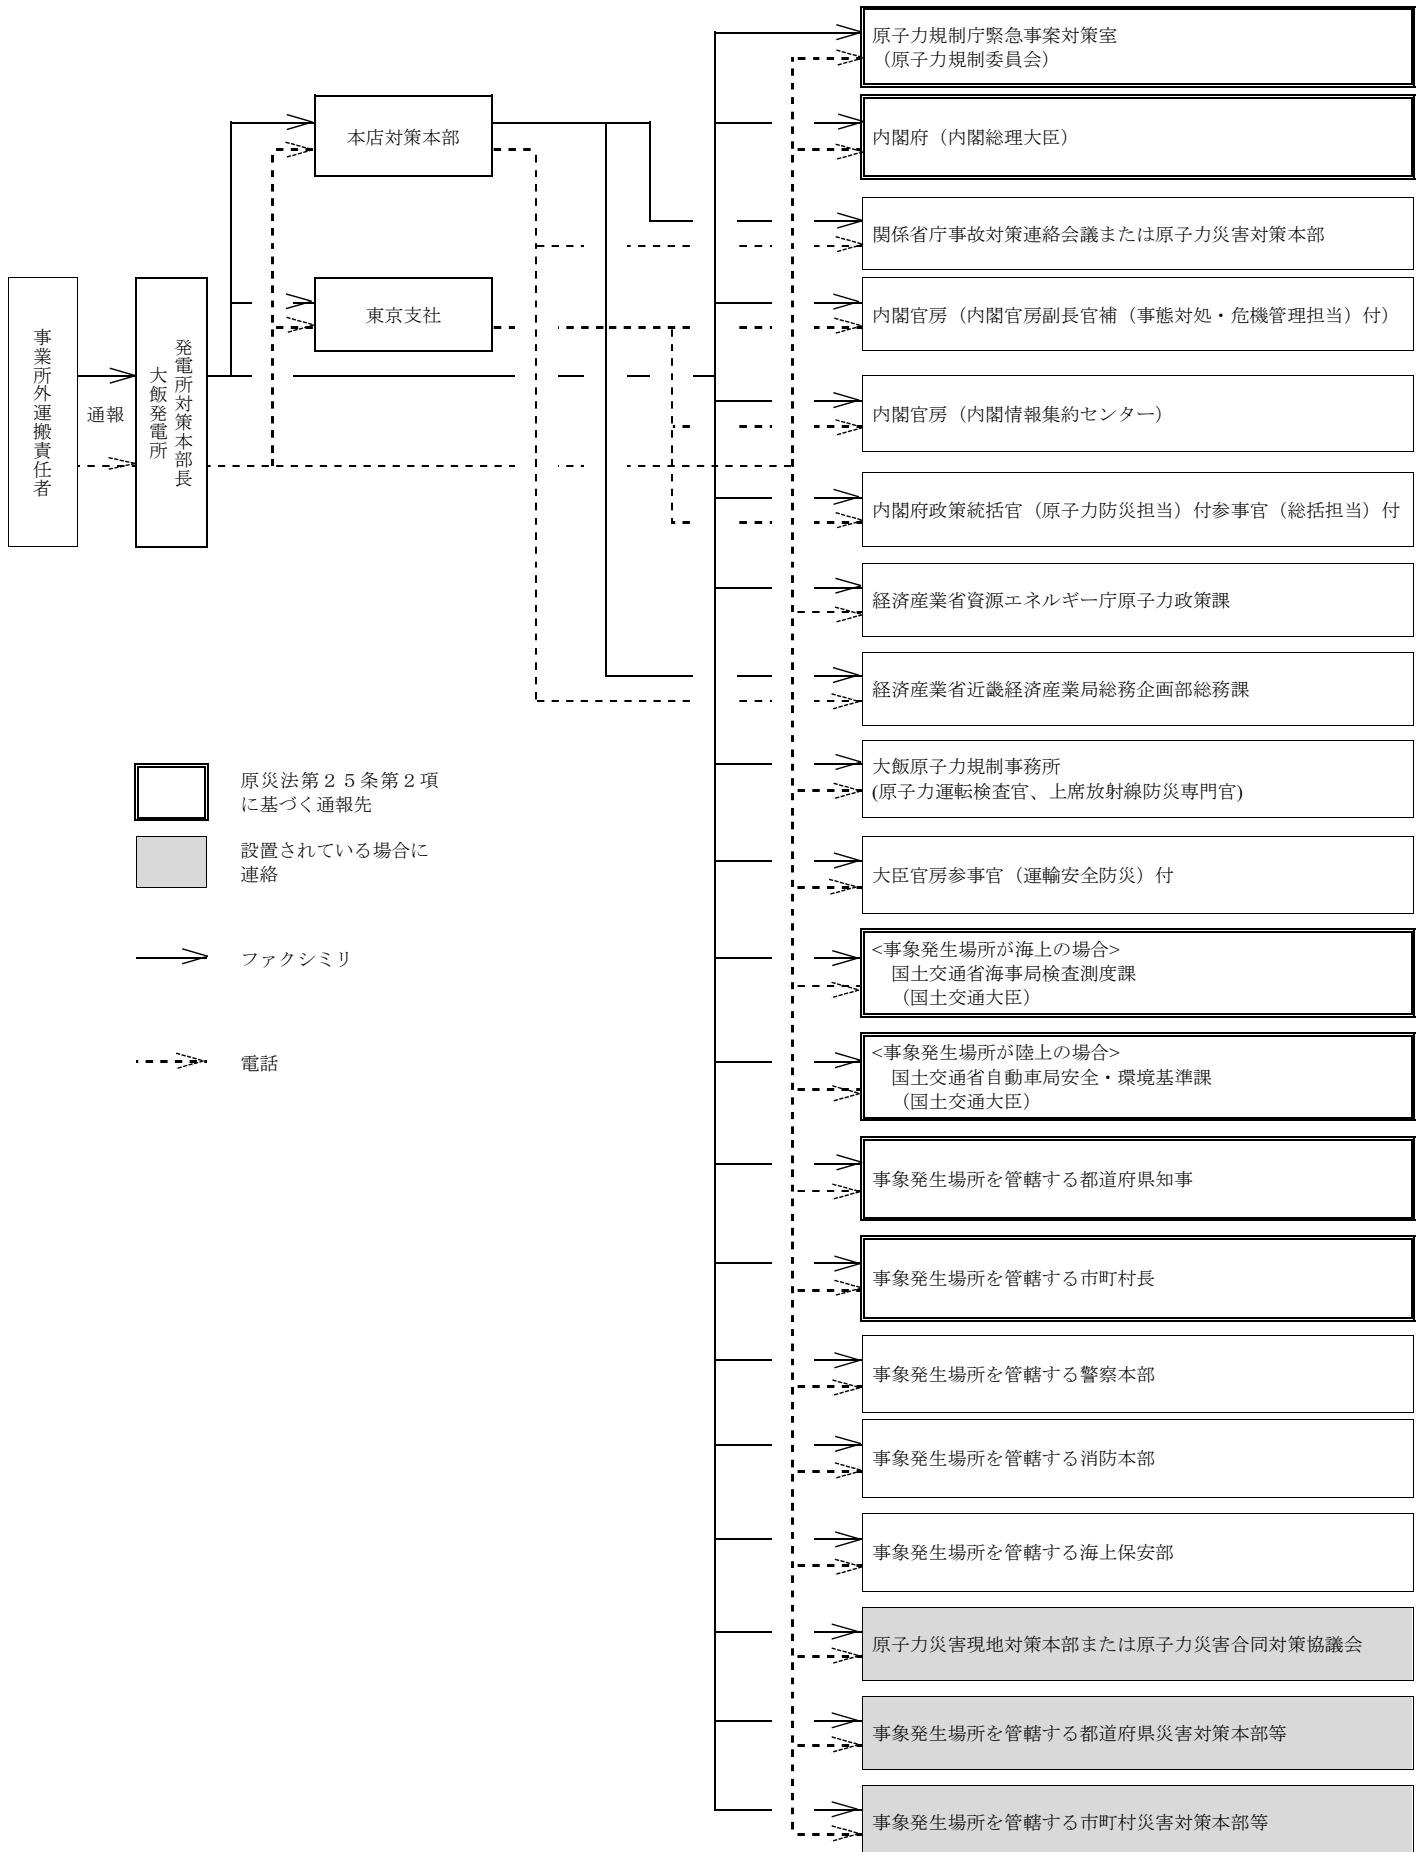 原子力規制庁緊急事案対策室
（原子力規制委員会）
本店対策本部
内閣府（内閣総理大臣）
関係省庁事故対策連絡会議または原子力災害対策本部
東京支社
内閣官房（内閣官房副長官補（事態対処・危機管理担当）付）
事業所外運搬責任者
通報
発電所対策本部長
大飯発電所
内閣官房（内閣情報集約センター）
内閣府政策統括官（原子力防災担当）付参事官（総括担当）付
経済産業省資源エネルギー庁原子力政策課
経済産業省近畿経済産業局総務企画部総務課
原災法第２５条第２項
に基づく通報先
大飯原子力規制事務所
(原子力運転検査官、上席放射線防災専門官)
設置されている場合に
連絡
大臣官房参事官（運輸安全防災）付
ファクシミリ
<事象発生場所が海上の場合>
国土交通省海事局検査測度課
（国土交通大臣）
電話
<事象発生場所が陸上の場合>
国土交通省自動車局安全・環境基準課
（国土交通大臣）
事象発生場所を管轄する都道府県知事
事象発生場所を管轄する市町村長
事象発生場所を管轄する警察本部
事象発生場所を管轄する消防本部
事象発生場所を管轄する海上保安部
原子力災害現地対策本部または原子力災害合同対策協議会
事象発生場所を管轄する都道府県災害対策本部等
事象発生場所を管轄する市町村災害対策本部等